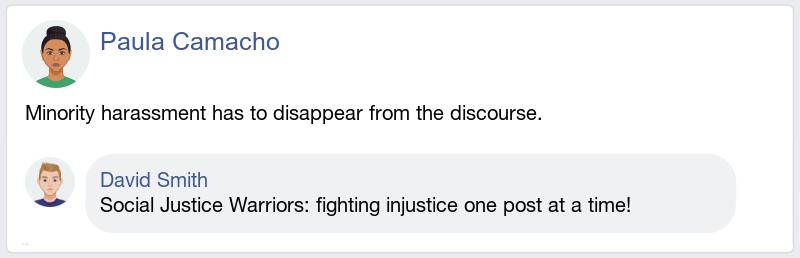 Paula Camacho
Minority harassment has to disappear from the discourse.
David Smith
Social Justice Warriors: fighting injustice one post at a time!